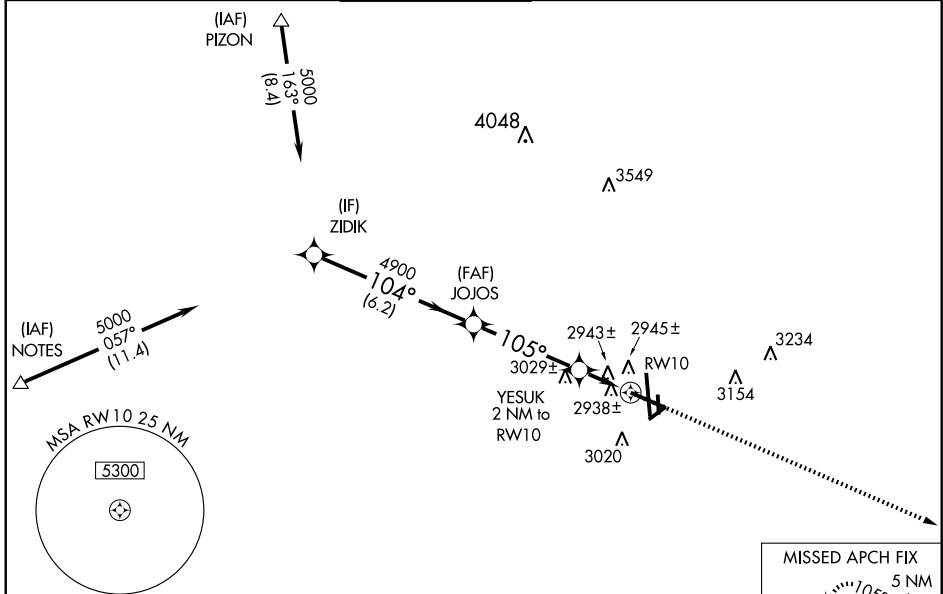 (IAF)
PIZON
5000
163°
(8.4)
4048
3549
(IF)
ZIDIK
4900
104°
(6.2)
(FAF)
JOJOS
105°
(IAF)
NOTES
5000
057°
(11.4)
2943±
2945±
RW10
3234
3029±
3154
YESUK
2 NM to
RW10
2938±
3020
MSA RW10 25 NM
5300
MISSED APCH FIX
5 NM
105°